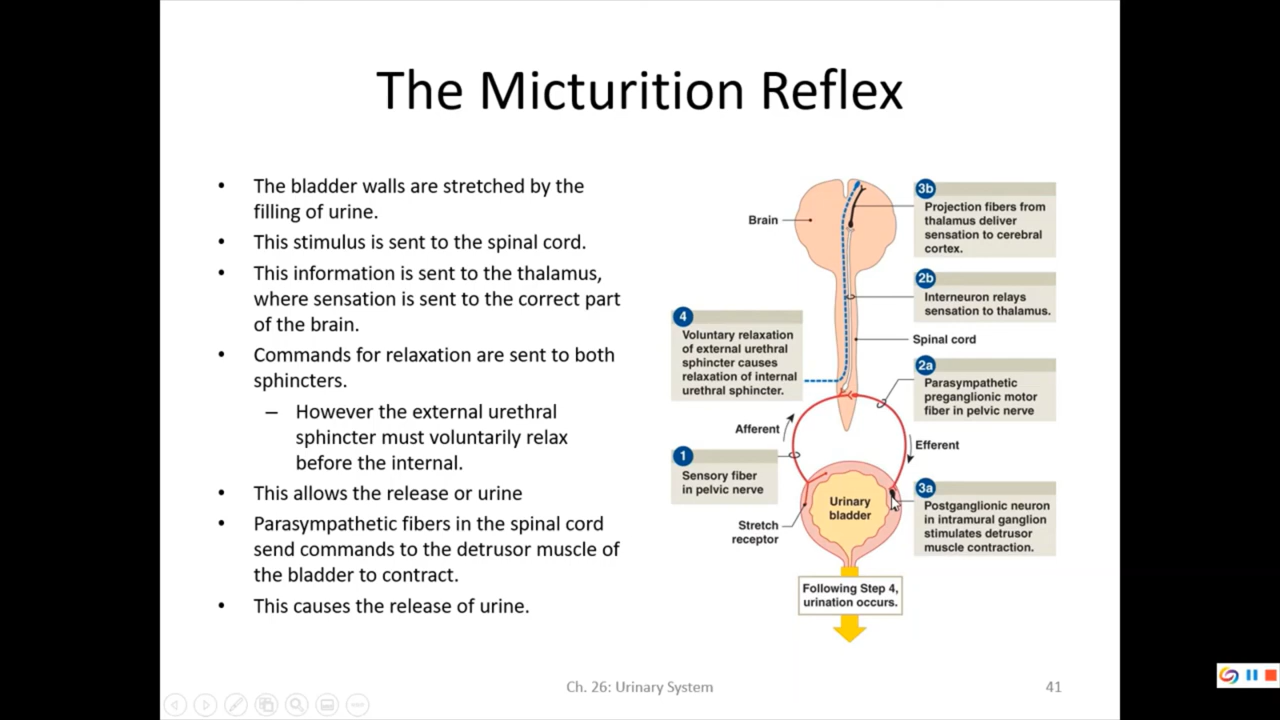 The Micturition Reflex
• The bladder walls are stretched by the
filling of urine.
• This stimulus is sent to the spinal cord.
• This information is sent to the thalamus,
where sensation is sent to the correct part
of the brain.
• Commands for relaxation are sent to both
sphincters.
– However the external urethral
sphincter must voluntarily relax
before the internal.
• This allows the release or urine
• Parasympathetic fibers in the spinal cord
send commands to the detrusor muscle of
the bladder to contract.
• This causes the release of urine.
Brain
3b
Projection fibers from
thalamus deliver
sensation to cerebral
cortex.
2b
Interneuron relays
sensation to thalamus.
4
Voluntary relaxation
of external urethral
sphincter causes
relaxation of internal
urethral sphincter.
Spinal cord
2a
Parasympathetic
preganglionic motor
fiber in pelvic nerve
Afferent
Efferent
1
Sensory fiber
in pelvic nerve
3a
Postganglionic neuron
in intramural ganglion
stimulates detrusor
muscle contraction.
Urinary
bladder
Stretch
receptor
Following Step 4,
urination occurs.
Ch. 26: Urinary System
41